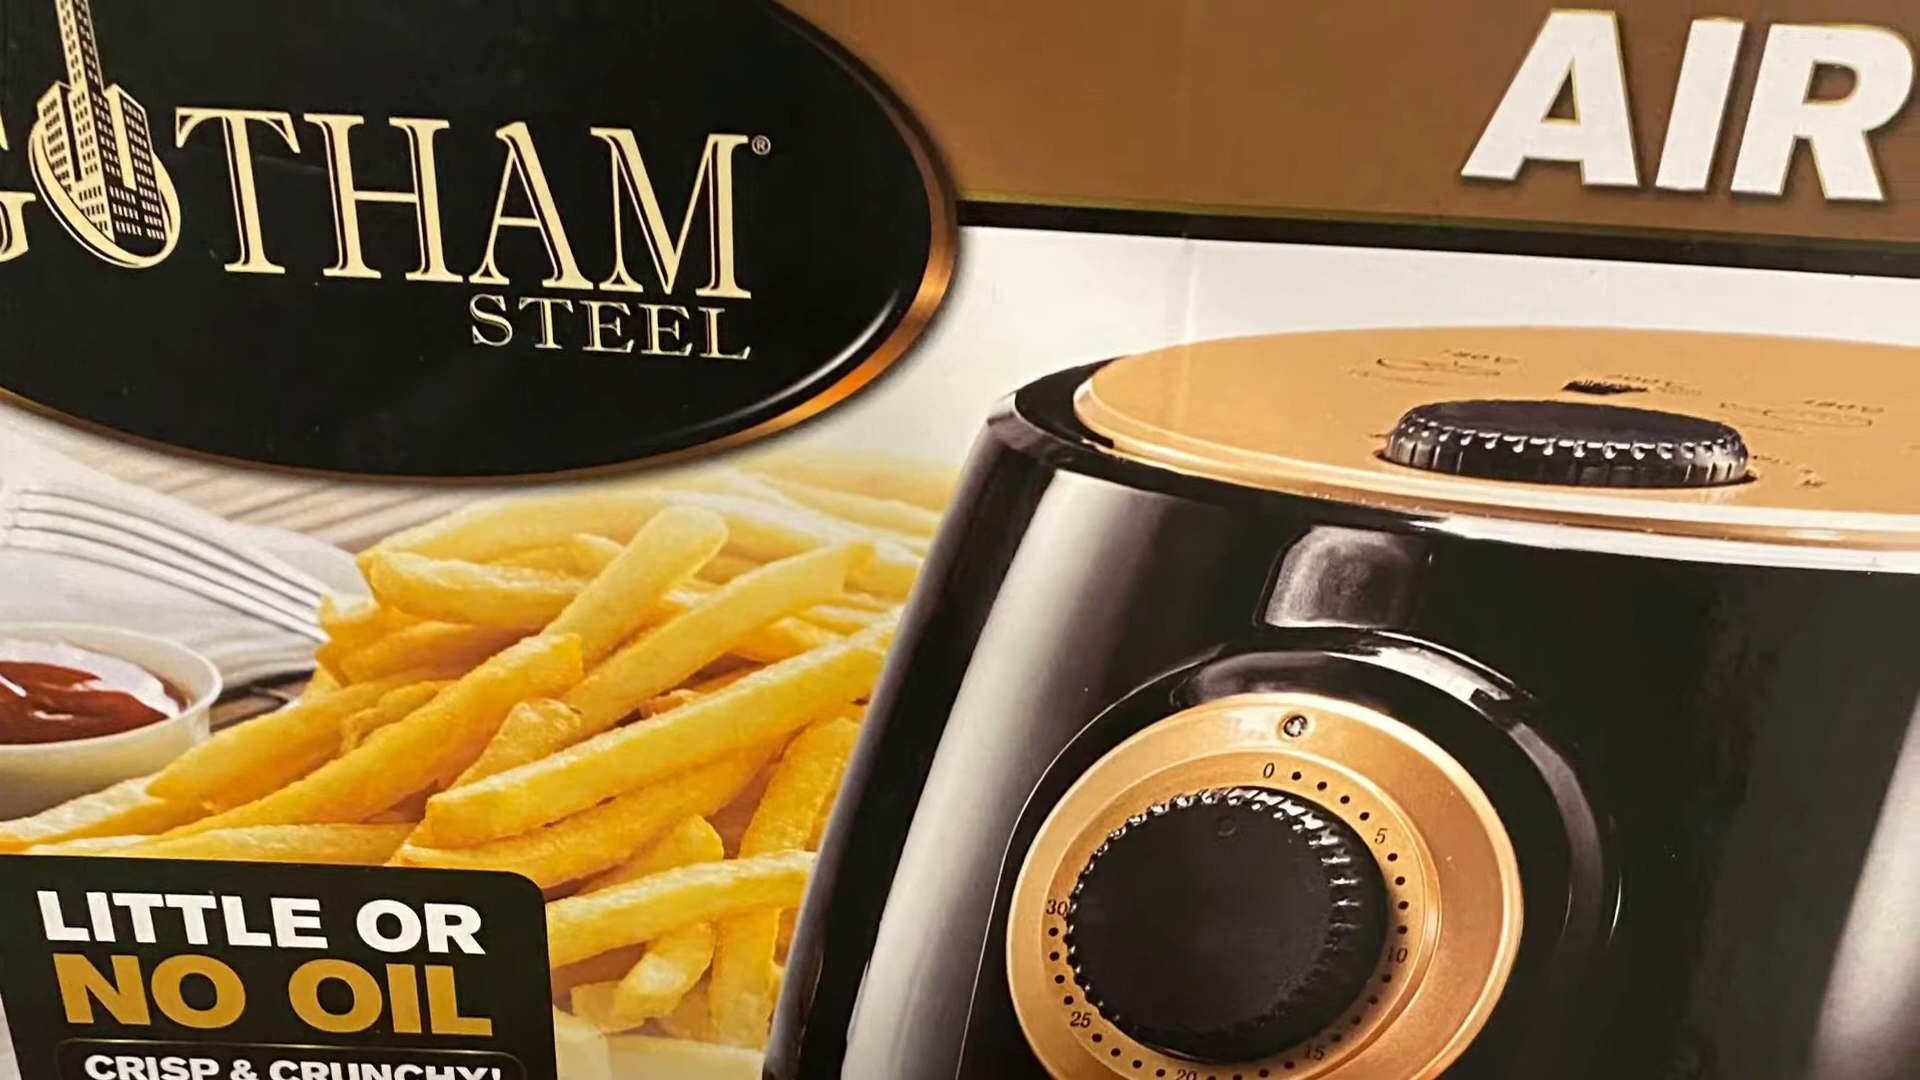 GOTHAM®
STEEL
AIR
0
5
10
15
20
25
30
LITTLE OR
NO OIL
CRISP & CRUNCHY!